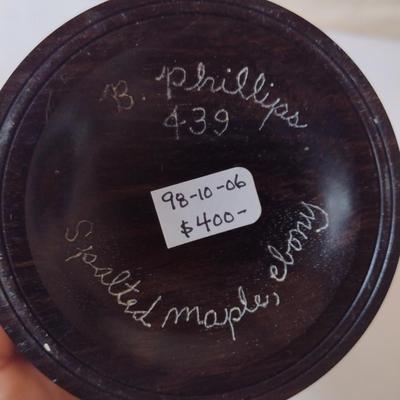 B. Phillips
439
98-10-06
$400-
Spalted maple, ebony